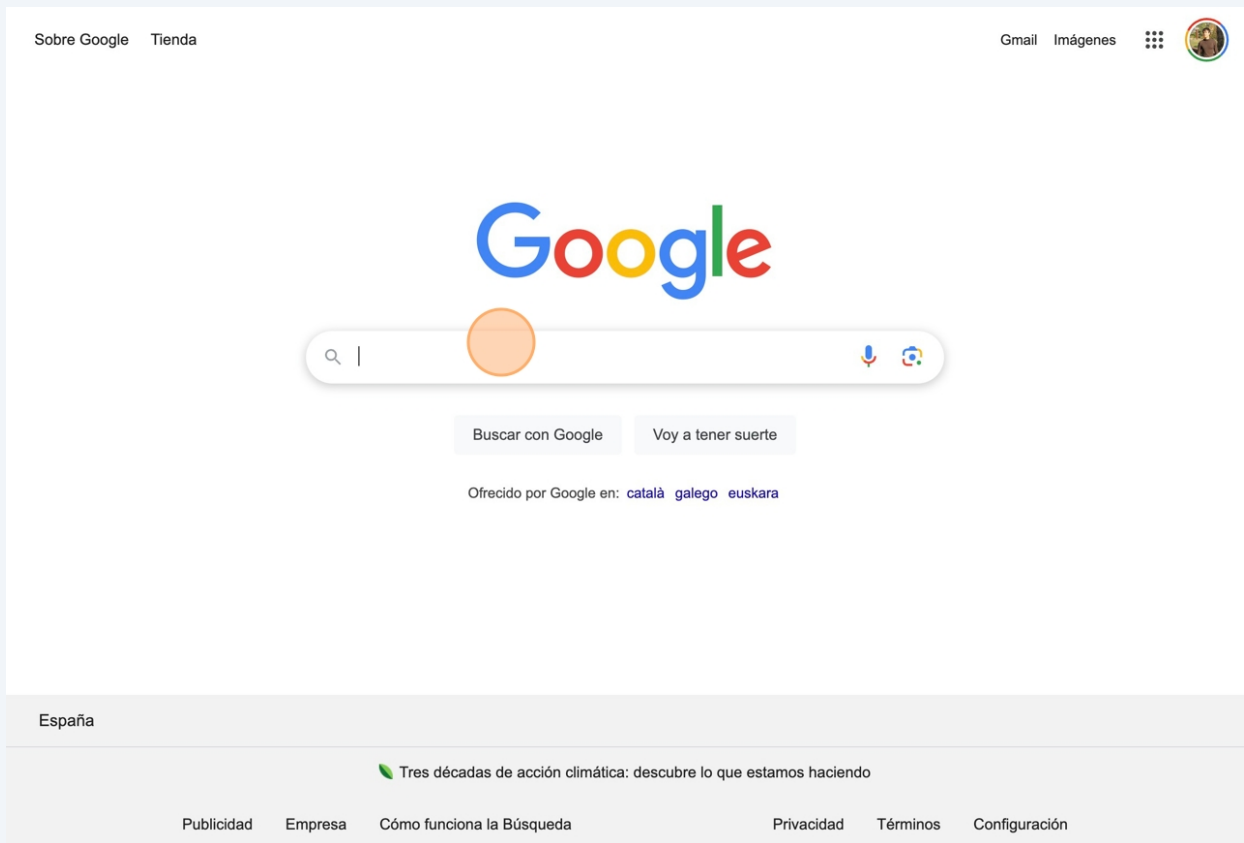 Sobre Google Tienda Gmail Imágenes
Google
Buscar con Google Voy a tener suerte
Ofrecido por Google en: català galego euskara
España
Tres décadas de acción climática: descubre lo que estamos haciendo
Publicidad Empresa Cómo funciona la Búsqueda Privacidad Términos Configuración